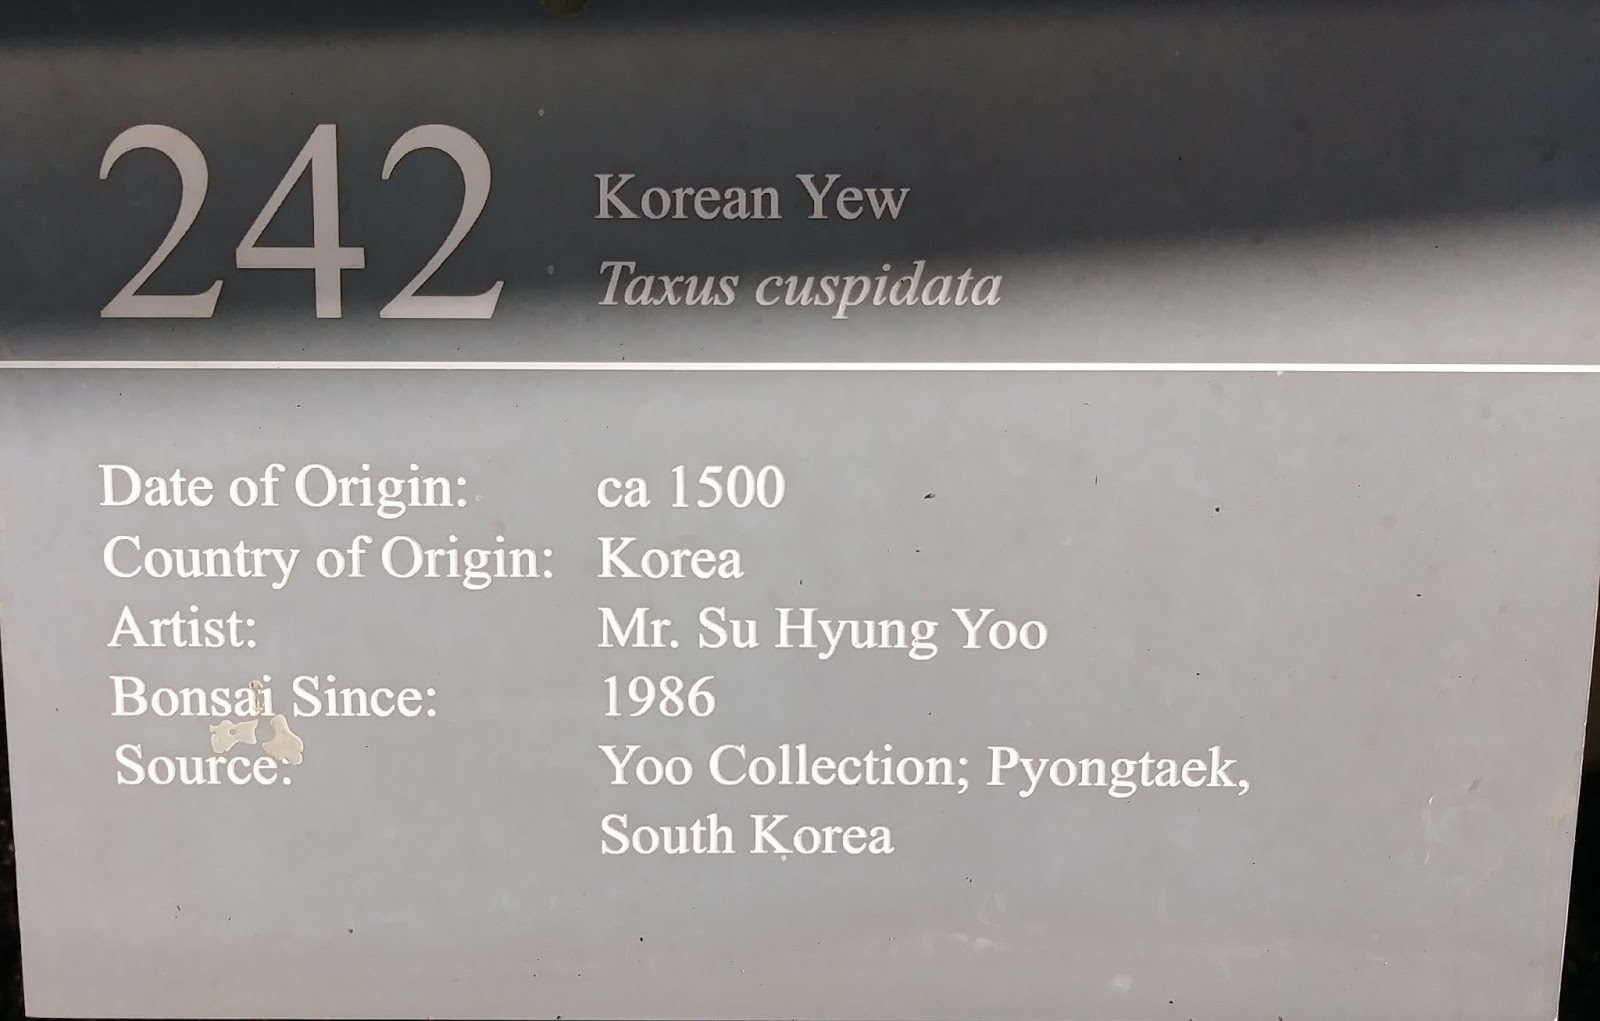 242
Korean Yew
Taxus cuspidata
Date of Origin: ca 1500
Country of Origin: Korea
Artist: Mr. Su Hyung Yoo
Bonsai Since: 1986
Source: Yoo Collection; Pyongtaek,
South Korea